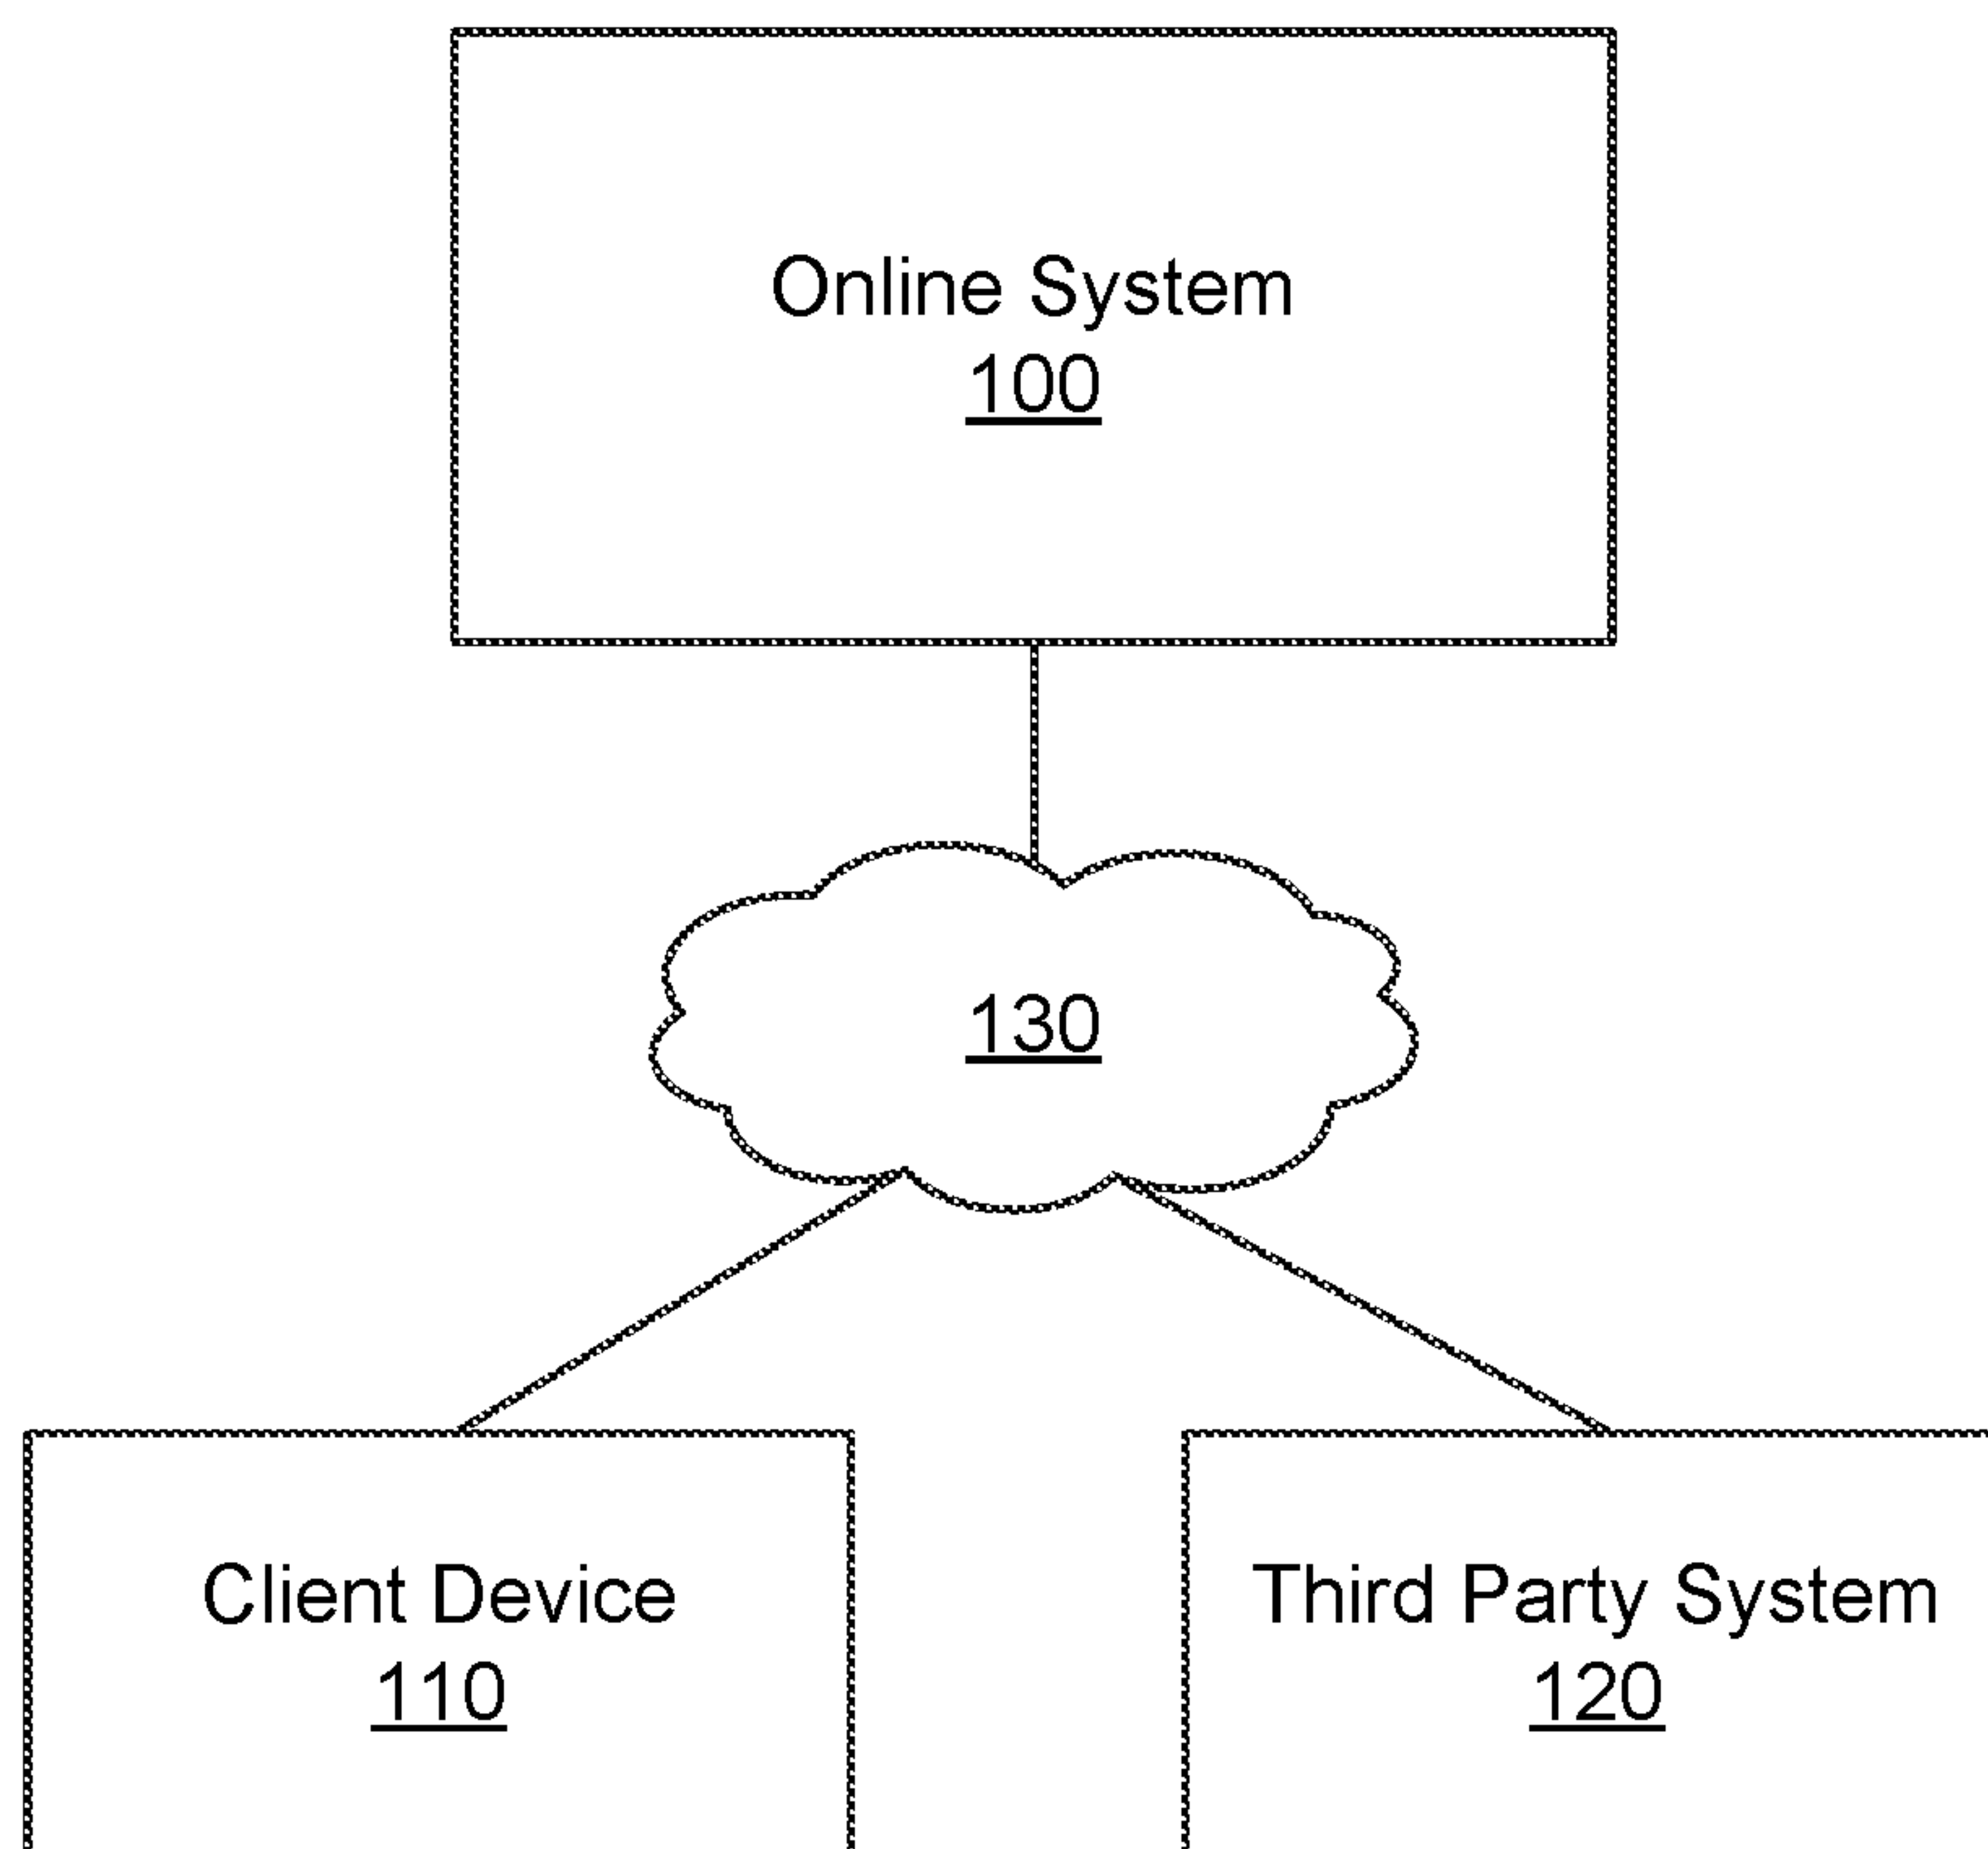 Online System
100
130
Client Device
110
Third Party System
120